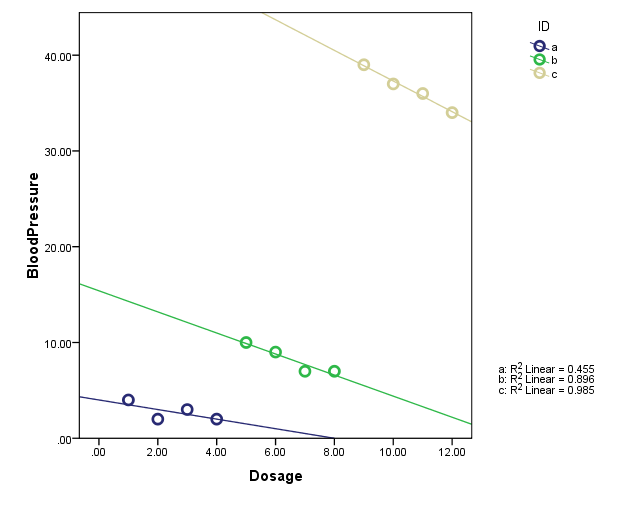 ID
a
b
c
40.00
30.00
20.00
10.00
.00
BloodPressure
.00 2.00 4.00 6.00 8.00 10.00 12.00
Dosage
a: R2 Linear = 0.455
b: R2 Linear = 0.896
c: R2 Linear = 0.985